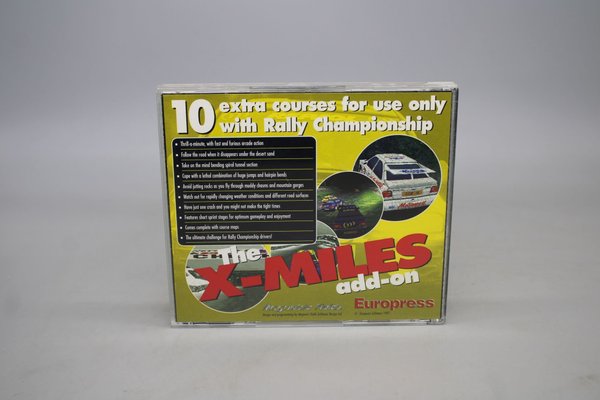 10 extra courses for use only
with Rally Championship
Thrill-a-minute, with fast and furious arcade action
Follow the road when it disappears under the desert sand
Take on the mind bending spiral tunnel section
Cope with a lethal combination of huge jumps and hairpin bends
Avoid jutting rocks as you fly through muddy chasms and mountain gorges
Watch out for rapidly changing weather conditions and different road surfaces
Have just one crash and you might not make the tight times
Features short sprint stages for optimum gameplay and enjoyment
Comes complete with course maps
The ultimate challenge for Rally Championship drivers!
The
X-MILES
add-on
Europress